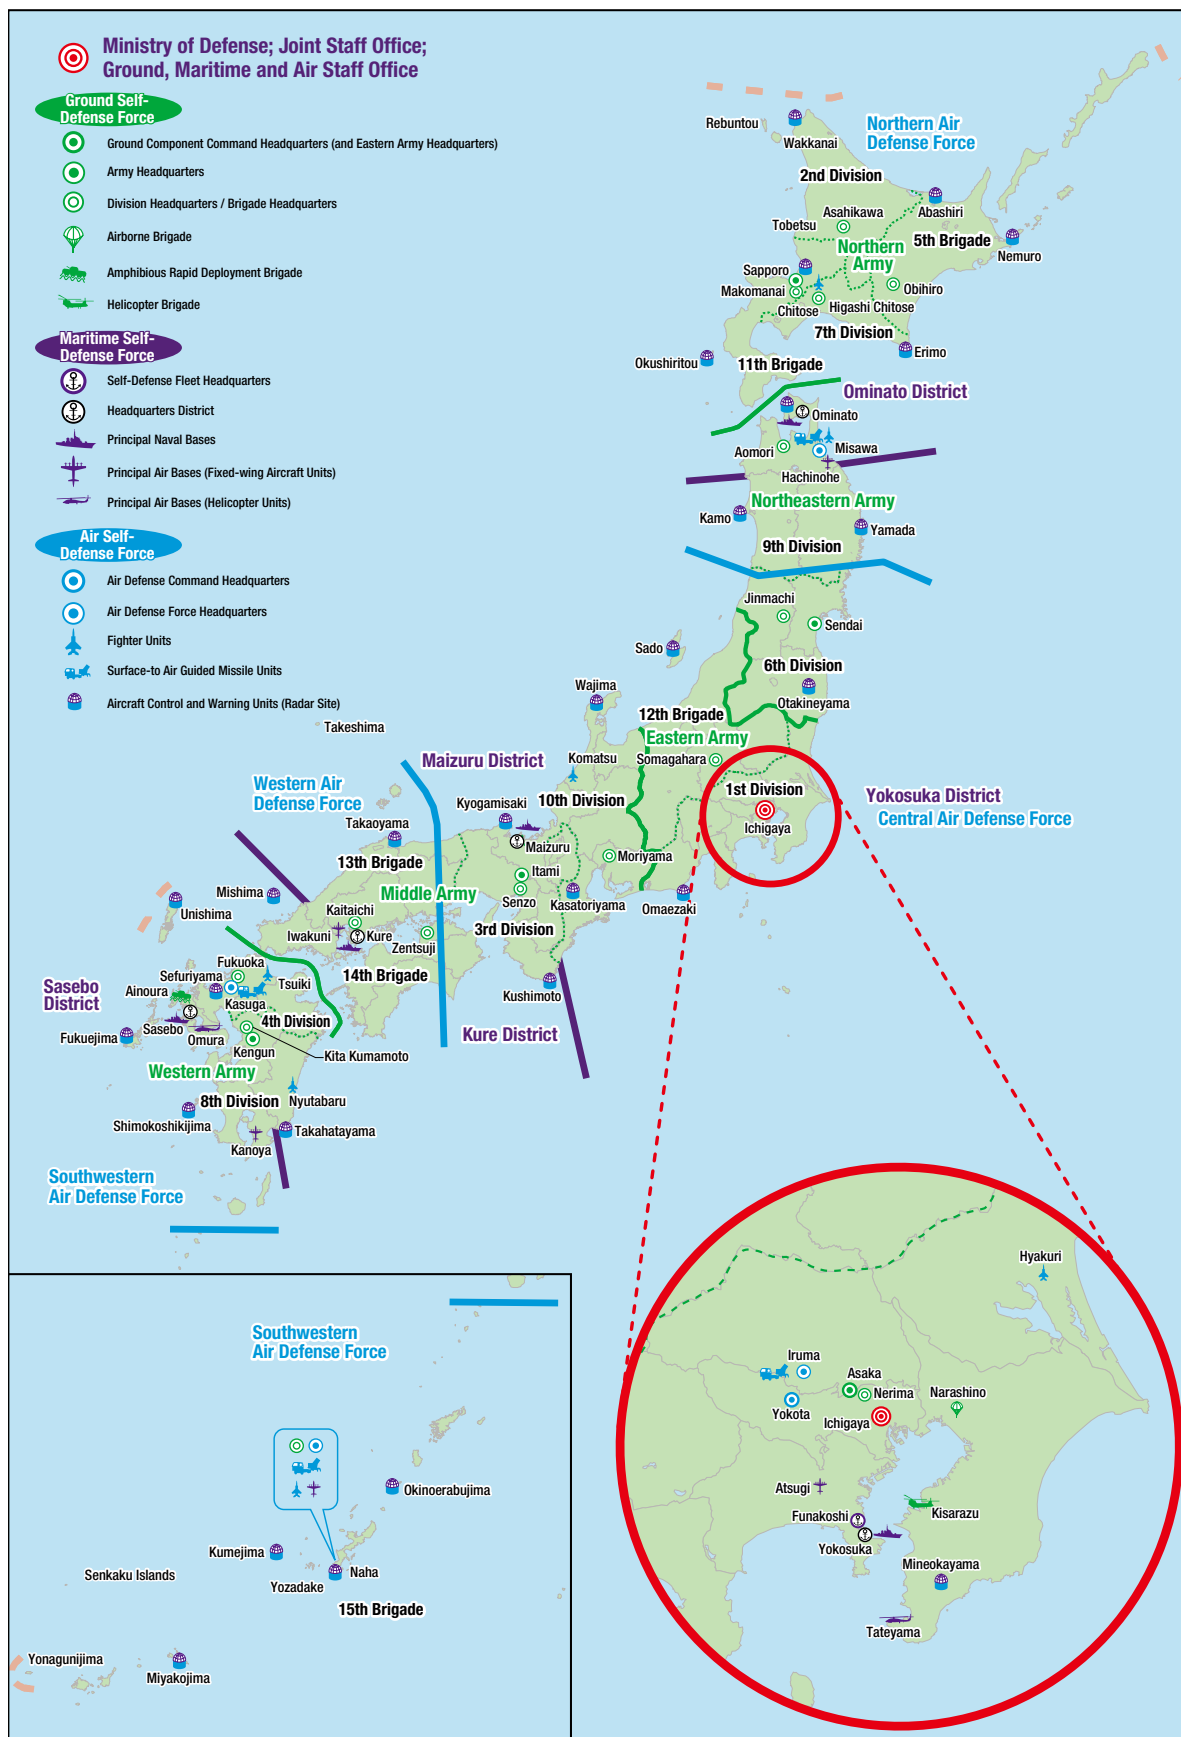 Ministry of Defense; Joint Staff Office;
Ground, Maritime and Air Staff Office
Ground Self-
Defense Force
Ground Component Command Headquarters (and Eastern Army Headquarters)
Army Headquarters
Division Headquarters / Brigade Headquarters
Airborne Brigade
Amphibious Rapid Deployment Brigade
Helicopter Brigade
Maritime Self-
Defense Force
Self-Defense Fleet Headquarters
Headquarters District
Principal Naval Bases
Principal Air Bases (Fixed-wing Aircraft Units)
Principal Air Bases (Helicopter Units)
Air Self-
Defense Force
Air Defense Command Headquarters
Air Defense Force Headquarters
Fighter Units
Surface-to Air Guided Missile Units
Aircraft Control and Warning Units (Radar Site)
Rebuntou
Wakkanai
Northern Air
Defense Force
2nd Division
Abashiri
Asahikawa
Tobetsu
5th Brigade
Nemuro
Northern
Army
Sapporo
Makomanai
Obihiro
Chitose
Higashi Chitose
7th Division
Erimo
Okushiritou
11th Brigade
Ominato District
Ominato
Aomori
Misawa
Hachinohe
Northeastern Army
Kamo
Yamada
9th Division
Jinmachi
Sendai
Sado
6th Division
Otakineyama
Wajima
12th Brigade
Eastern Army
Somagahara
Takeshima
Maizuru District
Komatsu
Western Air
Defense Force
10th Division
1st Division
Ichigaya
Yokosuka District
Central Air Defense Force
Kyogamisaki
Takaoyama
Maizuru
13th Brigade
Moriyama
Itami
Middle Army
Senzo
Kasatoriyama
Omaezaki
Mishima
Unishima
Kaitaichi
Iwakuni
Kure
Zentsuji
3rd Division
Fukuoka
Sefuriyama
Tsuiki
14th Brigade
Kushimoto
Sasebo
District
Ainoura
Kasuga
4th Division
Kure District
Sasebo
Omura
Fukuejima
Kengun
Kita Kumamoto
Western Army
8th Division
Nyutabaru
Shimokoshikijima
Takahatayama
Kanoya
Southwestern
Air Defense Force
Southwestern
Air Defense Force
Okinoerabujima
Kumejima
Senkaku Islands
Yozadake
Naha
15th Brigade
Yonagunijima
Miyakojima
Hyakuri
Iruma
Asaka
Nerima
Narashino
Yokota
Ichigaya
Atsugi
Funakoshi
Kisarazu
Yokosuka
Mineokayama
Tateyama